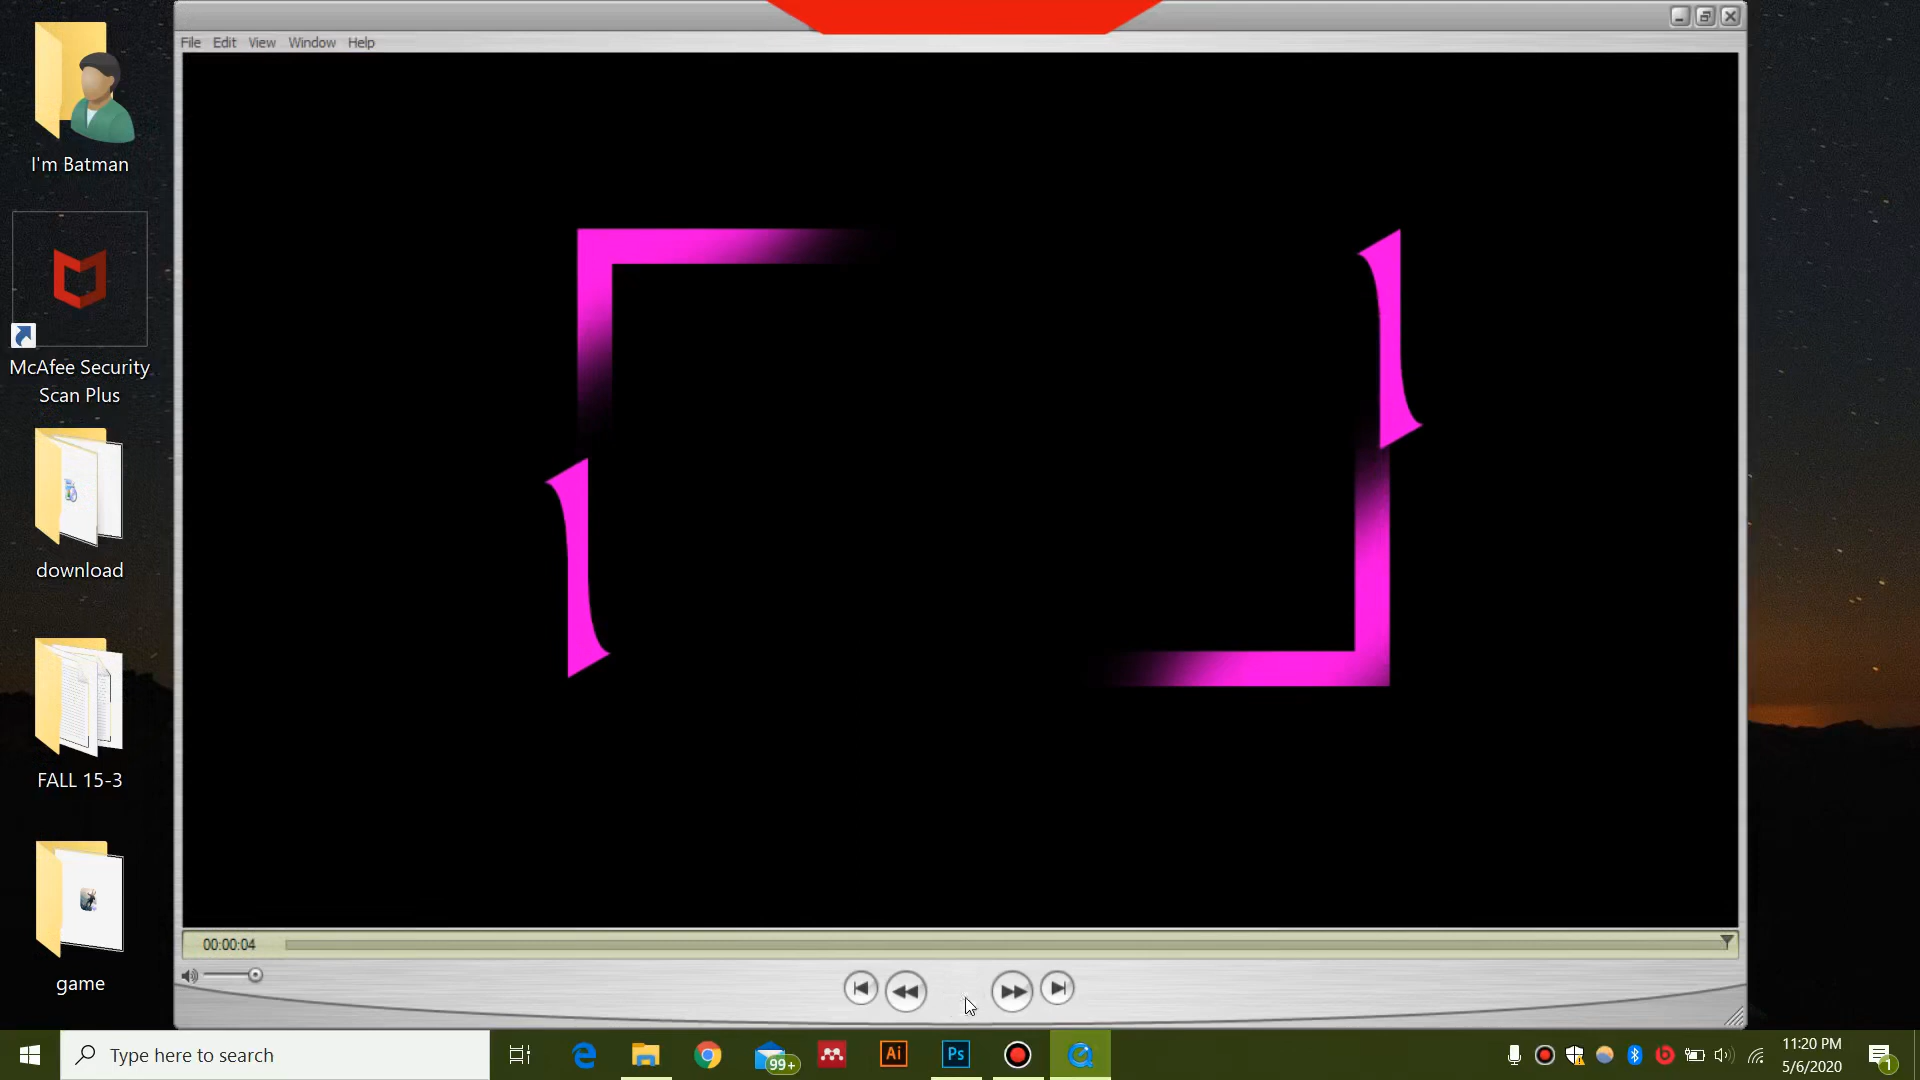 File Edit View Window Help
I'm Batman
McAfee Security
Scan Plus
download
FALL 15-3
game
00:00:04
Type here to search
99+
Ai
Ps
11:20 PM
5/6/2020
1